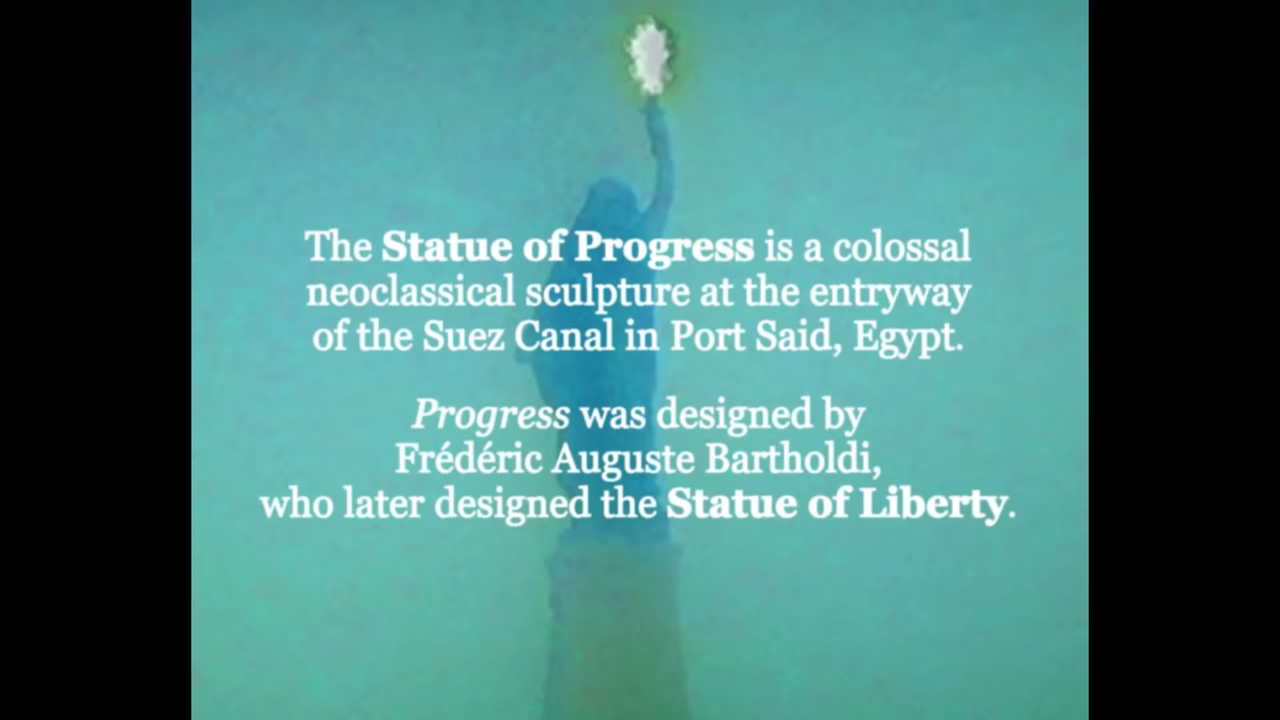 The Statue of Progress is a colossal
neoclassical sculpture at the entryway
of the Suez Canal in Port Said, Egypt.
Progress was designed by
Frédéric Auguste Bartholdi,
who later designed the Statue of Liberty.